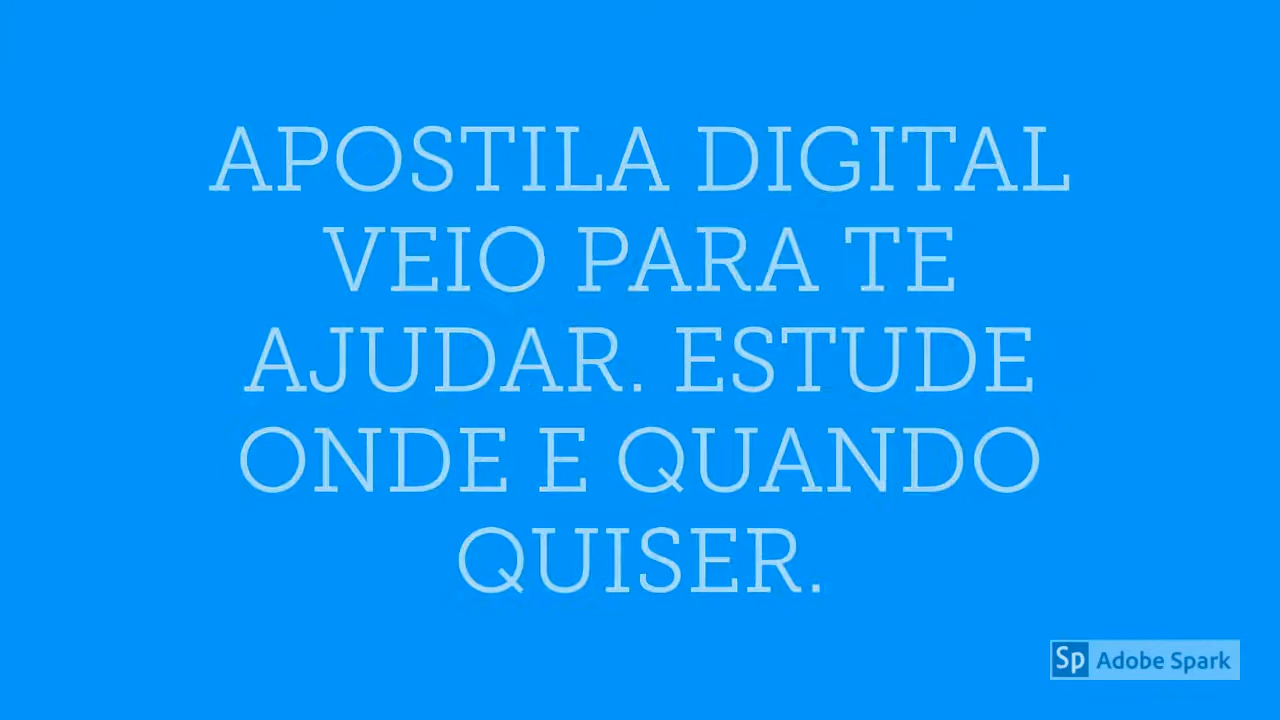 APOSTILA DIGITAL
VEIO PARA TE
AJUDAR. ESTUDE
ONDE E QUANDO
QUISER.
Sp Adobe Spark